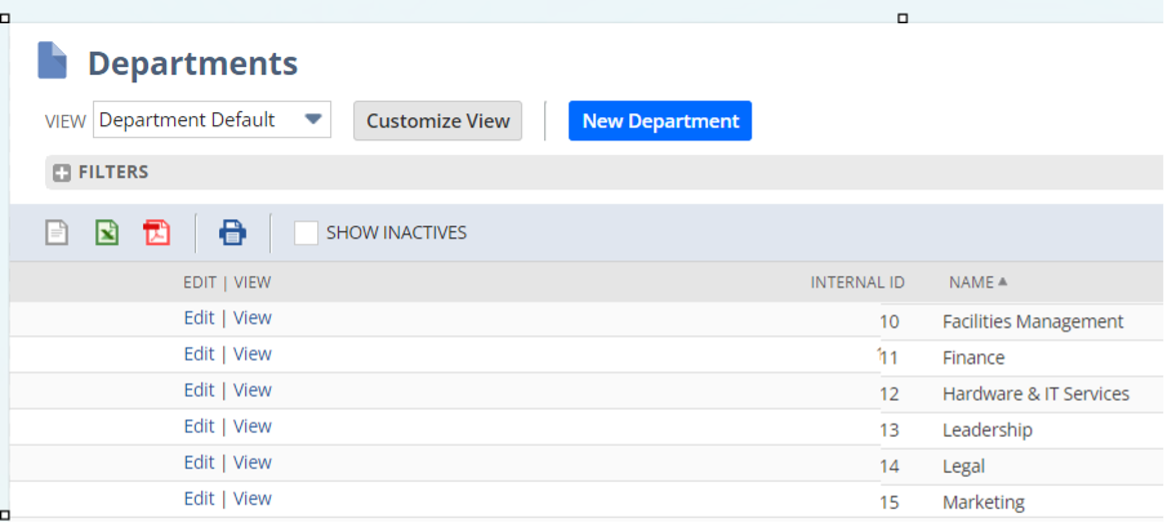 Departments
VIEW Department Default Customize View New Department
FILTERS
SHOW INACTIVES
EDIT | VIEW INTERNAL ID NAME
Edit | View 10 Facilities Management
Edit | View 11 Finance
Edit | View 12 Hardware & IT Services
Edit | View 13 Leadership
Edit | View 14 Legal
Edit | View 15 Marketing